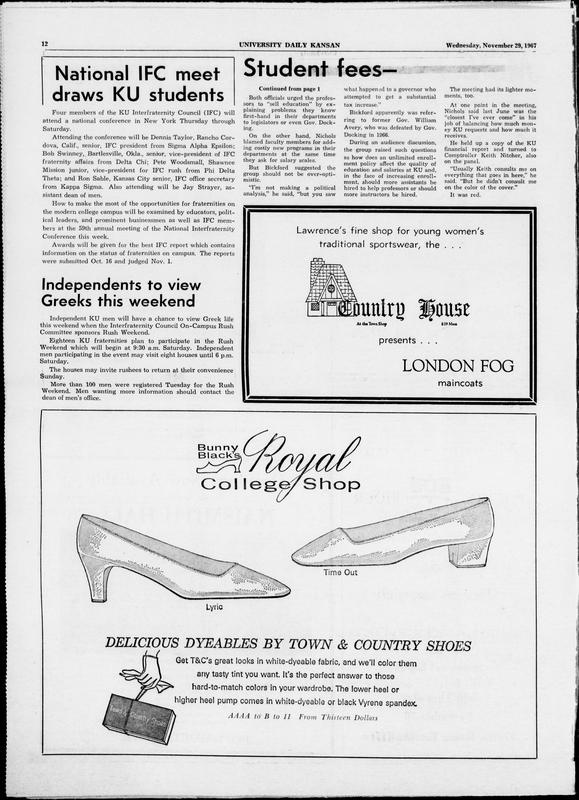 12
UNIVERSITY DAILY KANSAN
Wednesday, November 29, 1967
National IFC meet
draws KU students
Four members of the KU Interfraternity Council (IFC) will
attend a national conference in New York Thursday through
Saturday.
Attending the conference will be Dennis Taylor, Rancho Cor-
dova, Calif., senior, IFC president from Sigma Alpha Epsilon;
Bob Swinney, Bartlesville, Okla., senior, vice-president of IFC
fraternity affairs from Delta Chi; Pete Woodsmall, Shawnee
Mission junior, vice-president for IFC rush from Phi Delta
Theta; and Ron Sable, Kansas City senior, IFC office secretary
from Kappa Sigma. Also attending will be Jay Strayer, as-
sistant dean of men.
How to make the most of the opportunities for fraternities on
the modern college campus will be examined by educators, polit-
ical leaders, and prominent businessmen as well as IFC mem-
bers at the 59th annual meeting of the National Interfraternity
Conference this week.
Awards will be given for the best IFC report which contains
information on the status of fraternities on campus. The reports
were submitted Oct. 16 and judged Nov. 1.
Independents to view
Greeks this weekend
Independent KU men will have a chance to view Greek life
this weekend when the Interfraternity Council On-Campus Rush
Committee sponsors Rush Weekend.
Eighteen KU fraternities plan to participate in the Rush
Weekend which will begin at 9:30 a.m. Saturday. Independent
men participating in the event may visit eight houses until 6 p.m.
Saturday.
The houses may invite rushees to return at their convenience
Sunday.
More than 100 men were registered Tuesday for the Rush
Weekend. Men wanting more information should contact the
dean of men's office.
Student fees—
Continued from page 1
Both officials urged the profes-
sors to "sell education" by ex-
plaining problems they know
first-hand in their departments
to legislators or even Gov. Dock-
ing.
On the other hand, Nichols
blamed faculty members for add-
ing costly new programs in their
departments at the same time
they ask for salary scales.
But Bickford suggested the
group should not be over-opti-
mistic.
"I'm not making a political
analysis," he said, "but you saw
what happened to a governor who
attempted to get a substantial
tax increase."
Bickford apparently was refer-
ring to former Gov. William
Avery, who was defeated by Gov.
Docking in 1966.
During an audience discussion,
the group raised such questions
as how does an unlimited enroll-
ment policy affect the quality of
education and salaries at KU and,
in the face of increasing enroll-
ment, should more assistants be
hired to help professors or should
more instructors be hired.
The meeting had its lighter mo-
ments, too.
At one point in the meeting,
Nichols said last June was the
"closest I've ever come" in his
job of balancing how much mon-
ey KU requests and how much it
receives.
He held up a copy of the KU
financial report and turned to
Comptroller Keith Nitcher, also
on the panel.
"Usually Keith consults me on
everything that goes in here," he
said. "But he didn't consult me
on the color of the cover."
It was red.
Lawrence's fine shop for young women's
traditional sportswear, the . . .
Country House
At the Town Shop
839 Mass
presents . . .
LONDON FOG
maincoats
Bunny
Black's
Royal
College Shop
Time Out
Lyric
DELICIOUS DYEABLES BY TOWN & COUNTRY SHOES
Get T&C's great looks in white-dyeable fabric, and we'll color them
any tasty tint you want. It's the perfect answer to those
hard-to-match colors in your wardrobe. The lower heel or
higher heel pump comes in white-dyeable or black Vyrene spandex.
AAAA to B to 11 From Thirteen Dollars